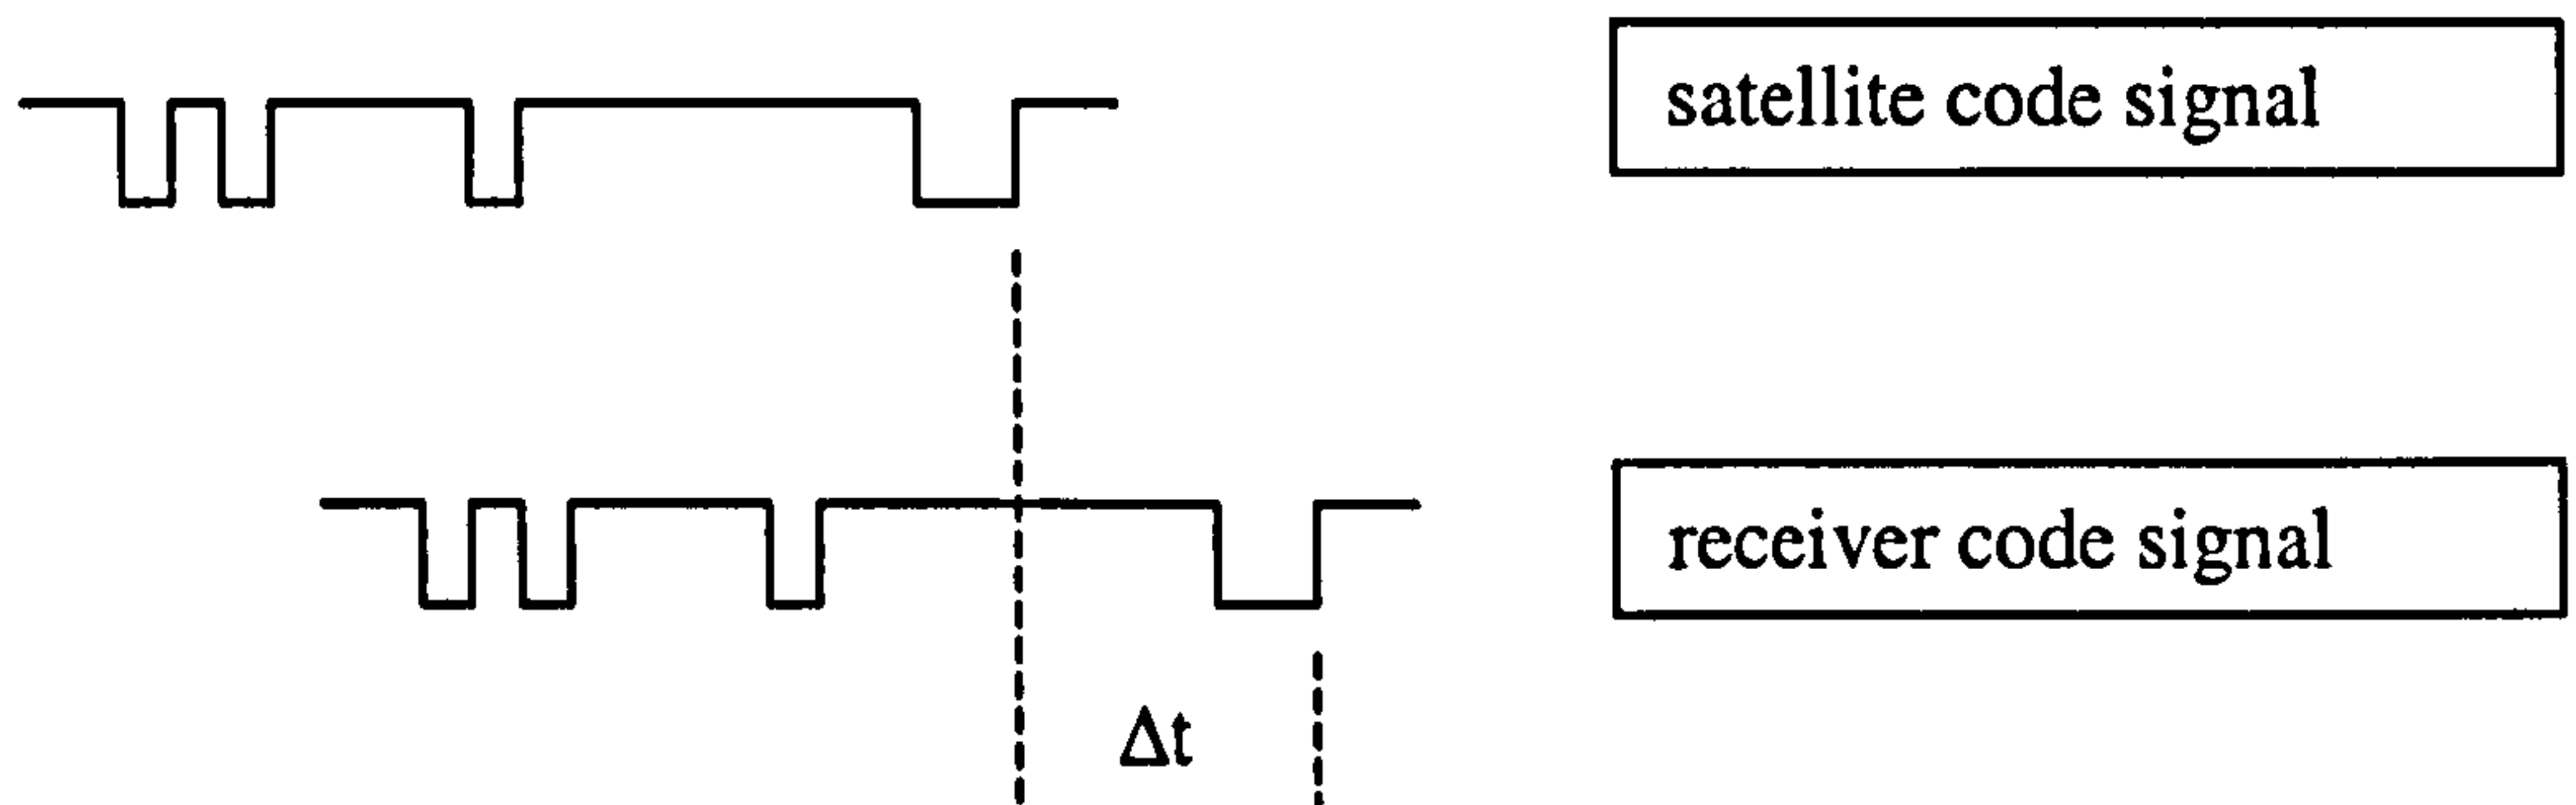 satellite code signal
receiver code signal
Δt